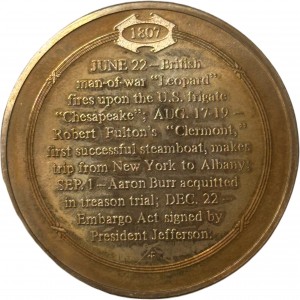 1807
JUNE 22 – British
man-of-war "Leopard"
fires upon the U.S. frigate
"Chesapeake"; AUG. 17-19 –
Robert Fulton's "Clermont,"
first successful steamboat, makes
trip from New York to Albany;
SEP. 1 – Aaron Burr acquitted
in treason trial; DEC. 22 –
Embargo Act signed by
President Jefferson.